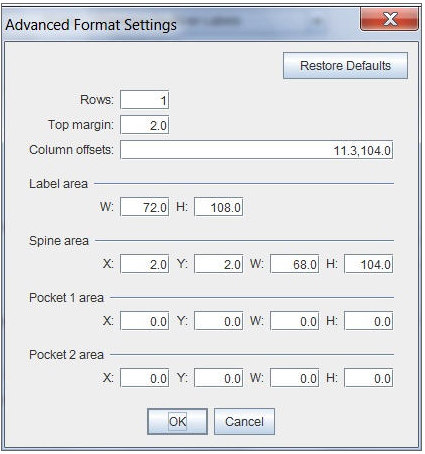 Advanced Format Settings
Restore Defaults
Rows: 1
Top margin: 2.0
Column offsets: 11.3,104.0
Label area
W: 72.0 H: 108.0
Spine area
X: 2.0 Y: 2.0 W: 68.0 H: 104.0
Pocket 1 area
X: 0.0 Y: 0.0 W: 0.0 H: 0.0
Pocket 2 area
X: 0.0 Y: 0.0 W: 0.0 H: 0.0
OK Cancel